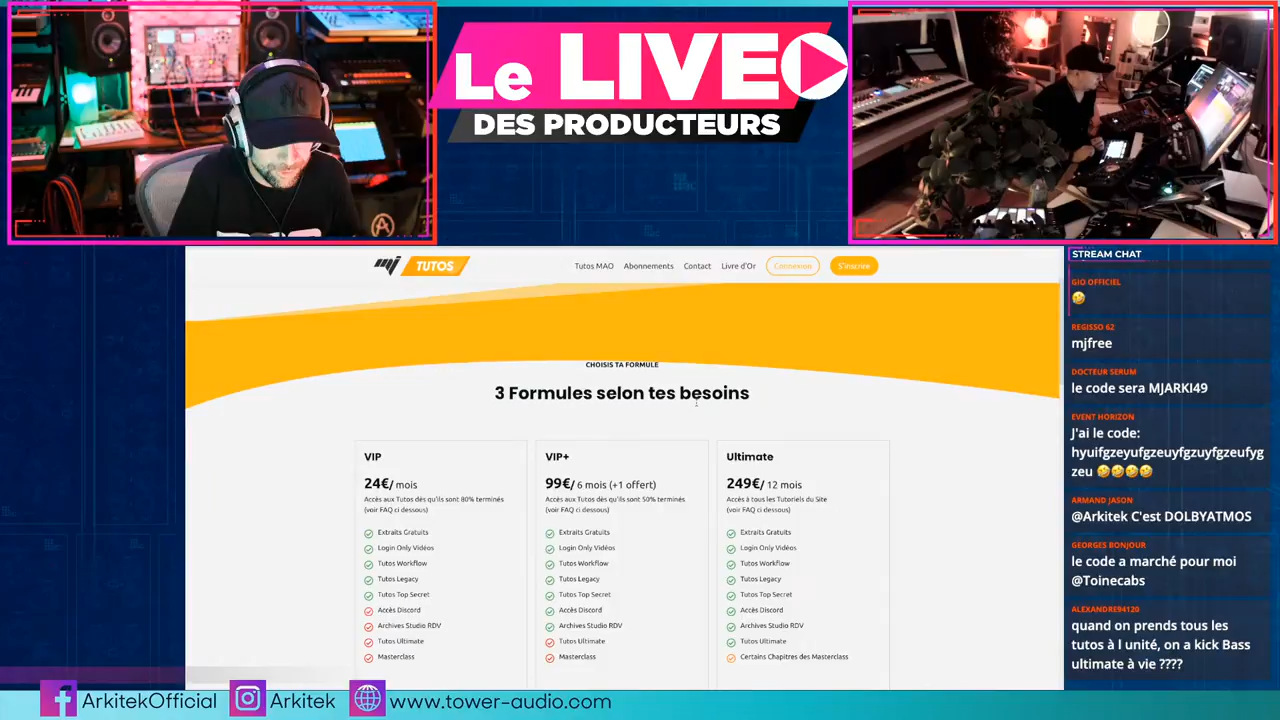 Le LIVE
DES PRODUCTEURS
mj TUTOS
Tutos MAO
Abonnements
Contact
Livre d'Or
Connexion
S'inscrire
CHOISIS TA FORMULE
3 Formules selon tes besoins
VIP
24€/ mois
Accès aux Tutos dès qu'ils sont 80% terminés
(voir FAQ ci dessous)
Extraits Gratuits
Login Only Vidéos
Tutos Workflow
Tutos Legacy
Tutos Top Secret
Accès Discord
Archives Studio RDV
Tutos Ultimate
Masterclass
VIP+
99€/ 6 mois (+1 offert)
Accès aux Tutos dès qu'ils sont 50% terminés
(voir FAQ ci dessous)
Extraits Gratuits
Login Only Vidéos
Tutos Workflow
Tutos Legacy
Tutos Top Secret
Accès Discord
Archives Studio RDV
Tutos Ultimate
Masterclass
Ultimate
249€/ 12 mois
Accès à tous les Tutoriels du Site
(voir FAQ ci dessous)
Extraits Gratuits
Login Only Vidéos
Tutos Workflow
Tutos Legacy
Tutos Top Secret
Accès Discord
Archives Studio RDV
Tutos Ultimate
Certains Chapitres des Masterclass
STREAM CHAT
GIO OFFICIEL
🤣
REGISSO 62
mjfree
DOCTEUR SERUM
le code sera MJARKI49
EVENT HORIZON
J'ai le code:
hyuifgzeyufgzeuyfgzuyfgzeufyg
zeu 🤣🤣🤣🤣
ARMAND JASON
@Arkitek C'est DOLBYATMOS
GEORGES BONJOUR
le code a marché pour moi
@Toinecabs
ALEXANDRE94120
quand on prends tous les
tutos à l unité, on a kick Bass
ultimate à vie ????
ArkitekOfficial
Arkitek
www.tower-audio.com